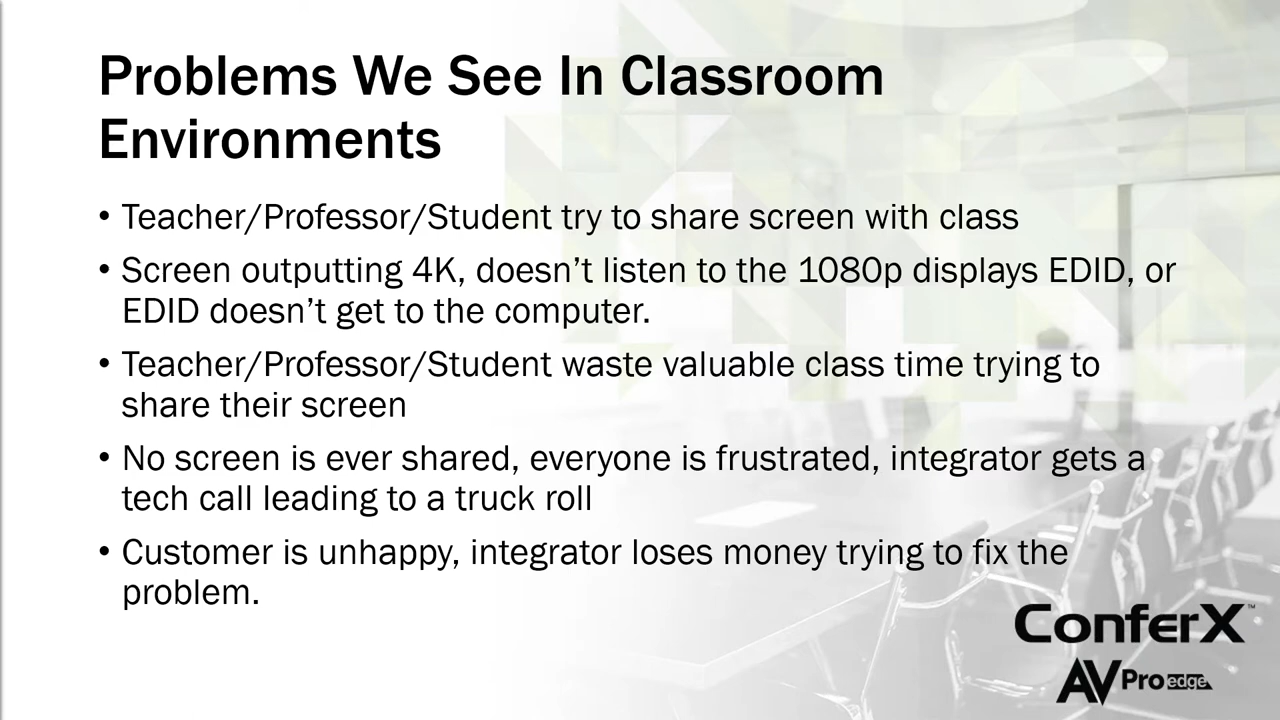 Problems We See In Classroom
Environments
• Teacher/Professor/Student try to share screen with class
• Screen outputting 4K, doesn’t listen to the 1080p displays EDID, or
EDID doesn’t get to the computer.
• Teacher/Professor/Student waste valuable class time trying to
share their screen
• No screen is ever shared, everyone is frustrated, integrator gets a
tech call leading to a truck roll
• Customer is unhappy, integrator loses money trying to fix the
problem.
ConferX™
AVPro edge